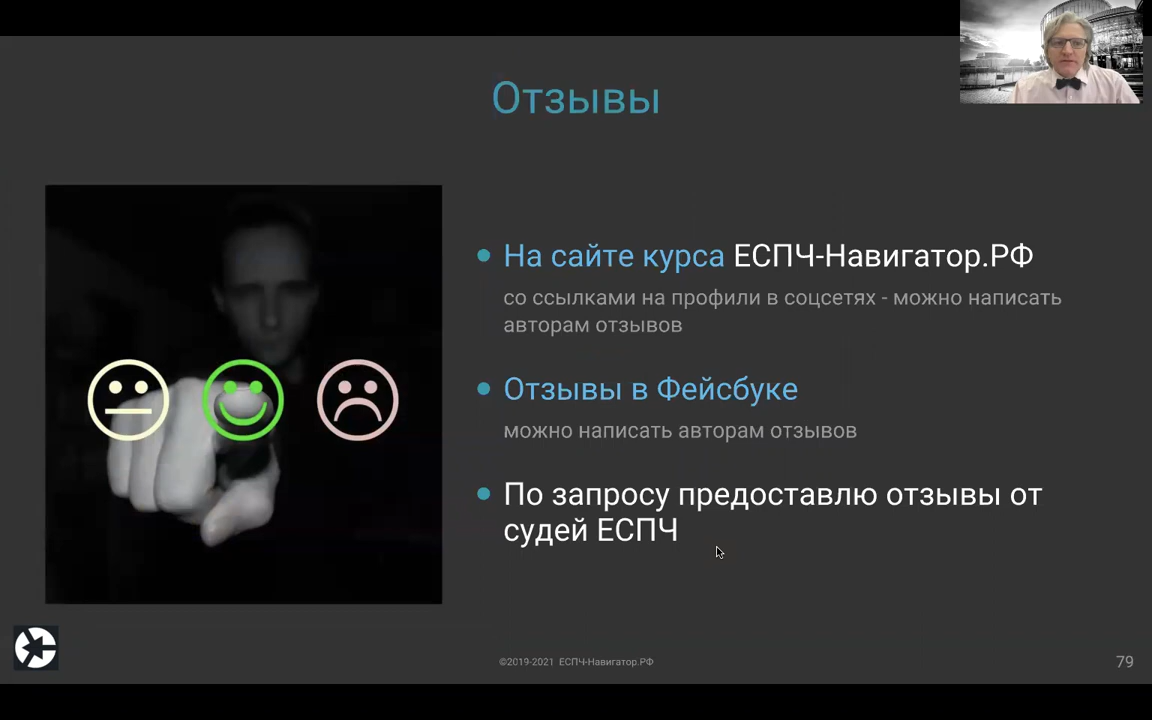 Отзывы
На сайте курса ЕСПЧ-Навигатор.РФ
со ссылками на профили в соцсетях - можно написать
авторам отзывов
Отзывы в Фейсбуке
можно написать авторам отзывов
По запросу предоставлю отзывы от
судей ЕСПЧ
©2019-2021 ЕСПЧ-Навигатор.РФ
79